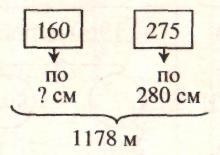 160 275
по по
? см 280 см
1178 м